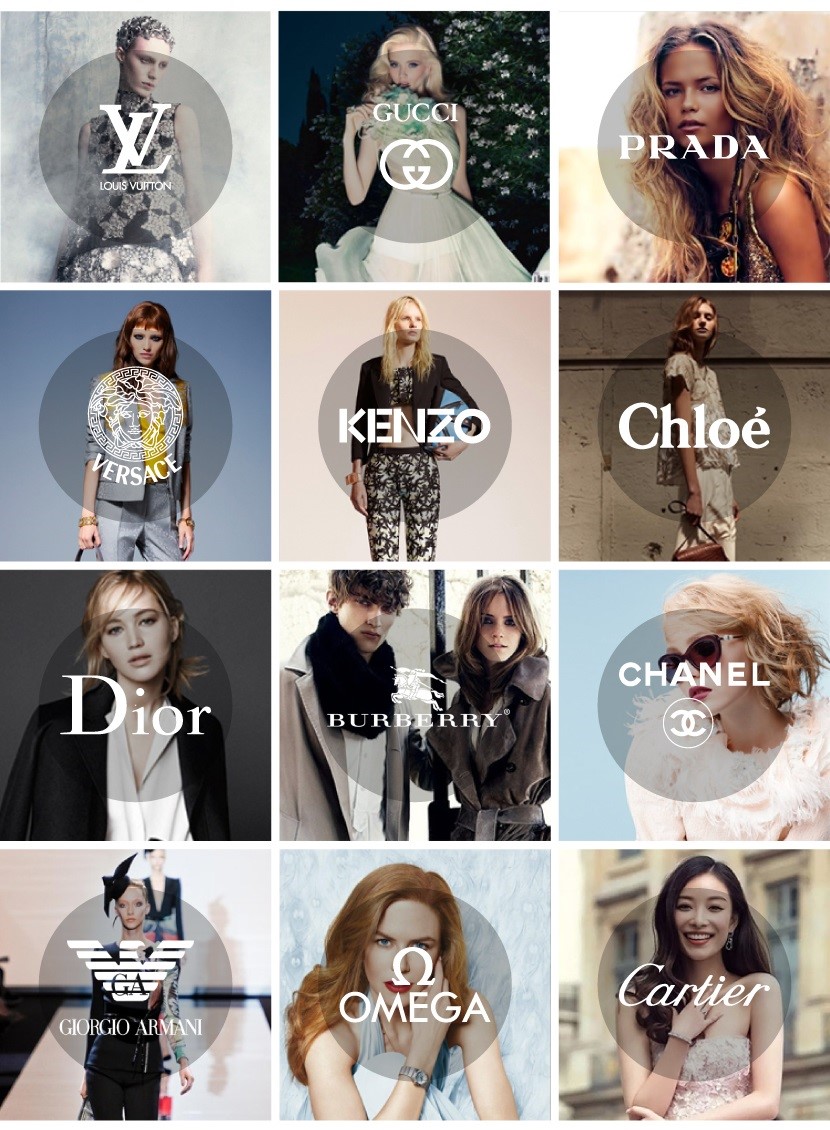 LV
LOUIS VUITTON
GUCCI
PRADA
VERSACE
KENZO
Chloé
Dior
BURBERRY®
CHANEL
GA
GIORGIO ARMANI
Ω
OMEGA
Cartier